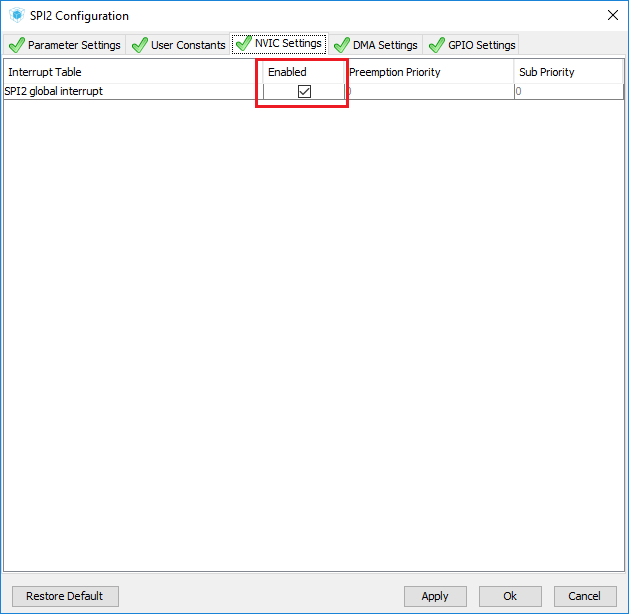 SPI2 Configuration
Parameter Settings User Constants NVIC Settings DMA Settings GPIO Settings
Interrupt Table Enabled Preemption Priority Sub Priority
SPI2 global interrupt 0 0
Restore Default Apply Ok Cancel